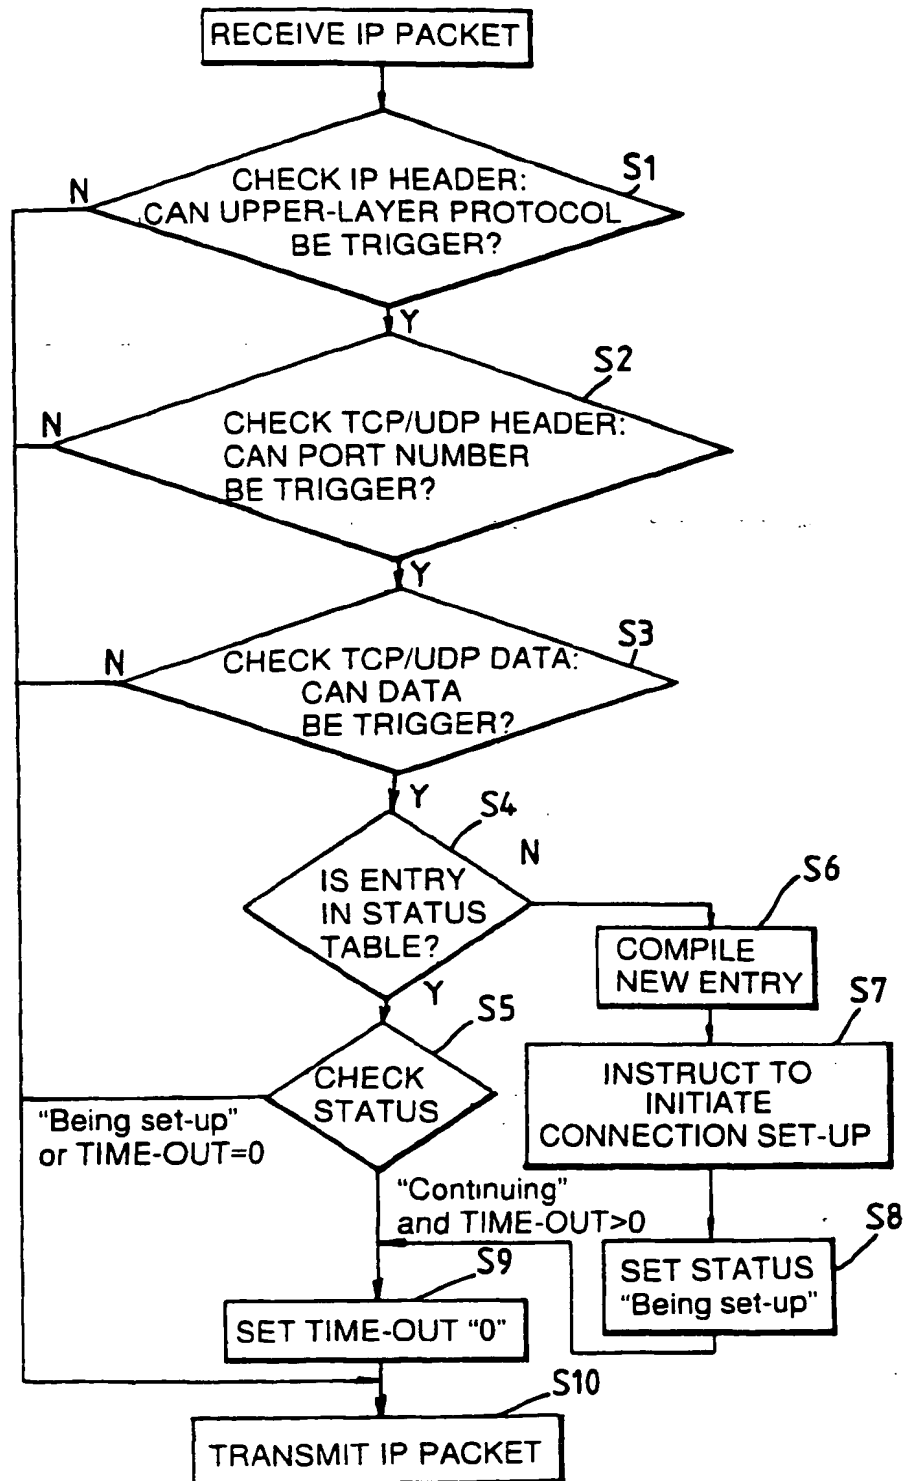 RECEIVE IP PACKET
S1
N
CHECK IP HEADER:
CAN UPPER-LAYER PROTOCOL
BE TRIGGER?
Y
S2
N
CHECK TCP/UDP HEADER:
CAN PORT NUMBER
BE TRIGGER?
Y
S3
N
CHECK TCP/UDP DATA:
CAN DATA
BE TRIGGER?
Y
S4
N
IS ENTRY
IN STATUS
TABLE?
S6
COMPILE
NEW ENTRY
Y
S5
CHECK
STATUS
S7
INSTRUCT TO
INITIATE
CONNECTION SET-UP
"Being set-up"
or TIME-OUT=0
"Continuing"
and TIME-OUT>0
S8
SET STATUS
"Being set-up"
S9
SET TIME-OUT "0"
S10
TRANSMIT IP PACKET